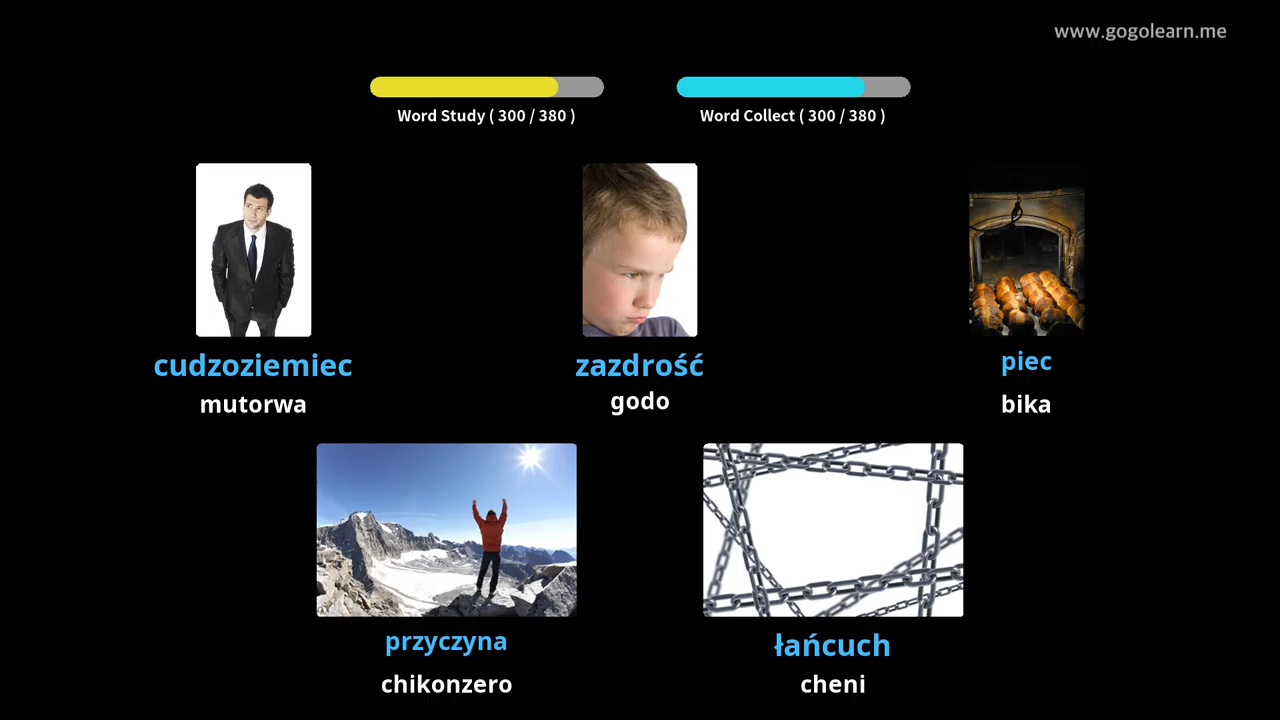 www.gogolearn.me
Word Study ( 300 / 380 )
Word Collect ( 300 / 380 )
cudzoziemiec
mutorwa
zazdrość
godo
piec
bika
przyczyna
chikonzero
łańcuch
cheni